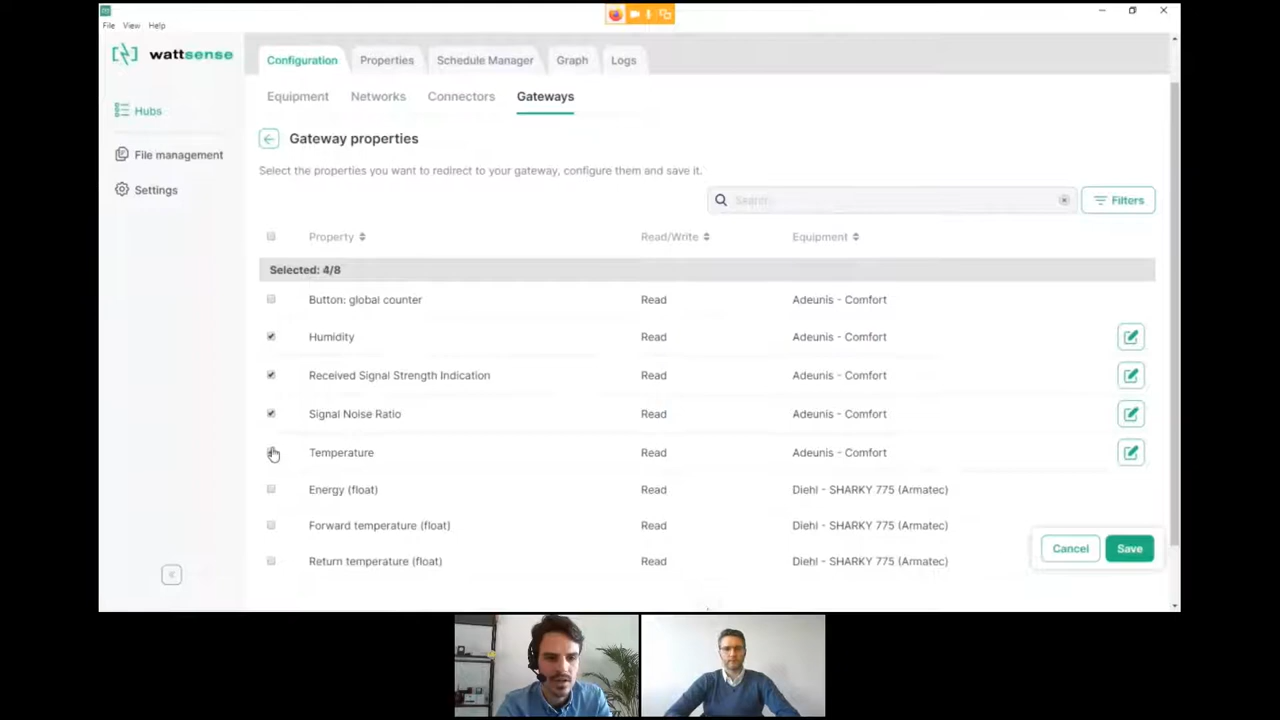 File View Help
wattsense
Configuration Properties Schedule Manager Graph Logs
Hubs
Equipment Networks Connectors Gateways
File management
Gateway properties
Settings
Select the properties you want to redirect to your gateway, configure them and save it.
Search...
Filters
Property Read/Write Equipment
Selected: 4/8
Button: global counter Read Adeunis - Comfort
Humidity Read Adeunis - Comfort
Received Signal Strength Indication Read Adeunis - Comfort
Signal Noise Ratio Read Adeunis - Comfort
Temperature Read Adeunis - Comfort
Energy (float) Read Diehl - SHARKY 775 (Armatec)
Forward temperature (float) Read Diehl - SHARKY 775 (Armatec)
Cancel Save
Return temperature (float) Read Diehl - SHARKY 775 (Armatec)